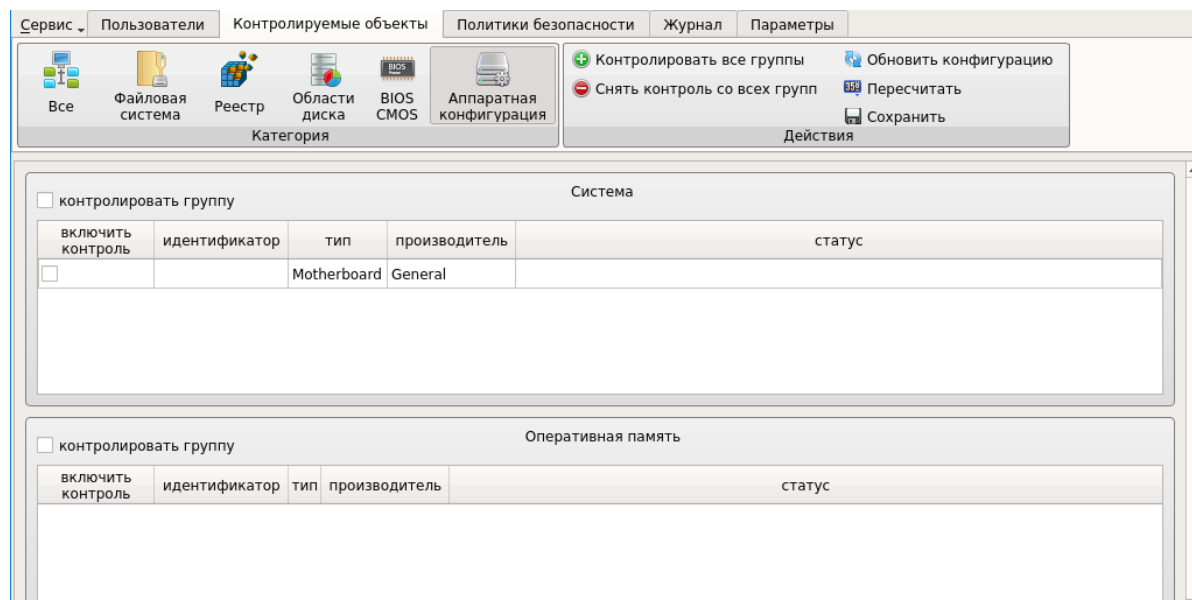 Сервис Пользователи Контролируемые объекты Политики безопасности Журнал Параметры
Все
Файловая
система
Реестр
Области
диска
BIOS
BIOS
CMOS
Аппаратная
конфигурация
Категория
Контролировать все группы
Снять контроль со всех групп
Обновить конфигурацию
359 Пересчитать
Сохранить
Действия
Система
контролировать группу
включить
контроль
идентификатор
тип
производитель
статус
Motherboard General
Оперативная память
контролировать группу
включить
контроль
идентификатор
тип
производитель
статус